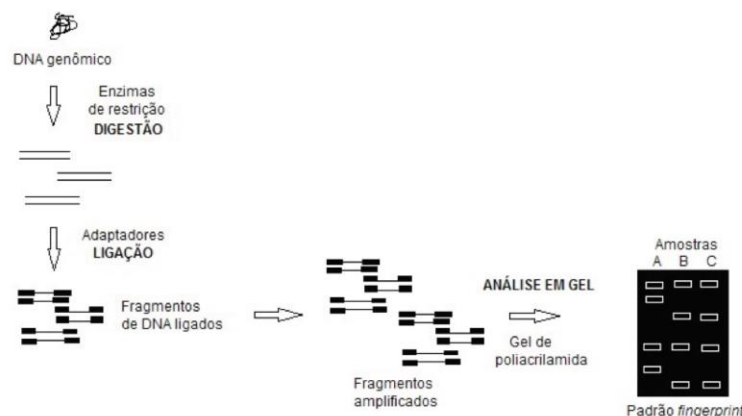 DNA genômico
Enzimas
de restrição
DIGESTÃO
Adaptadores
LIGAÇÃO
Fragmentos
de DNA ligados
Fragmentos
amplificados
ANÁLISE EM GEL
Gel de
poliacrilamida
Amostras
A B C
Padrão fingerprint